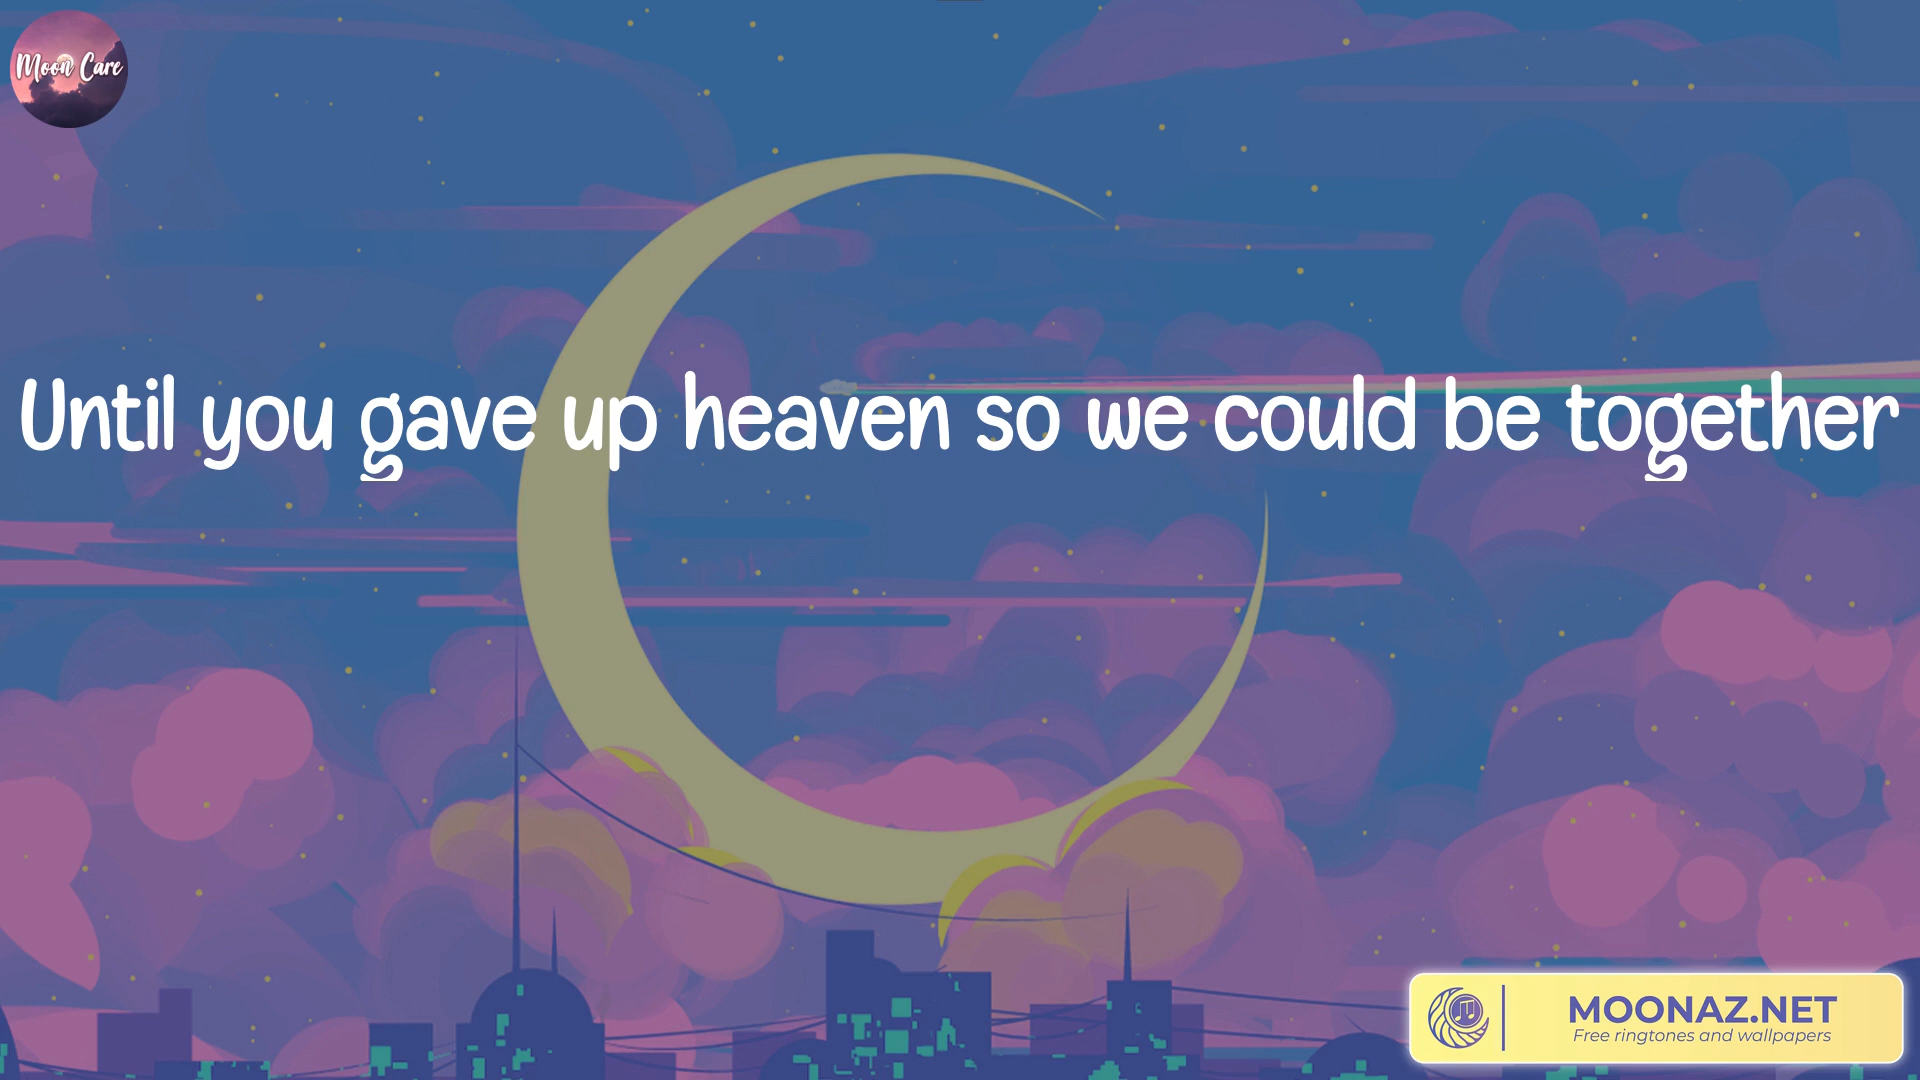 Moon Care
Until you gave up heaven so we could be together
MOONAZ.NET
Free ringtones and wallpapers